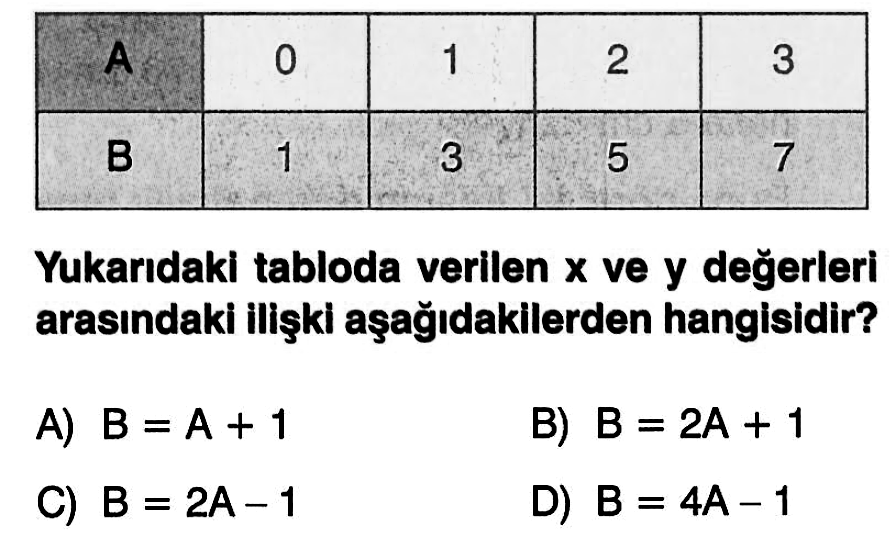 A 0 1 2 3
B 1 3 5 7
Yukarıdaki tabloda verilen x ve y değerleri
arasındaki ilişki aşağıdakilerden hangisidir?
A) B = A + 1 B) B = 2A + 1
C) B = 2A – 1 D) B = 4A – 1